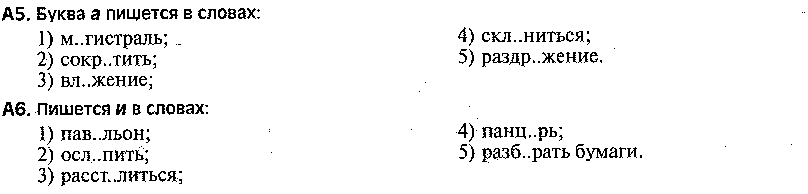 А5. Буква а пишется в словах:
1) м..гистраль;
2) сокр..тить;
3) вл..жение;
4) скл..ниться;
5) раздр..жение.
А6. Пишется и в словах:
1) пав..льон;
2) осл..пить;
3) расст..литься;
4) панц..рь;
5) разб..рать бумаги.